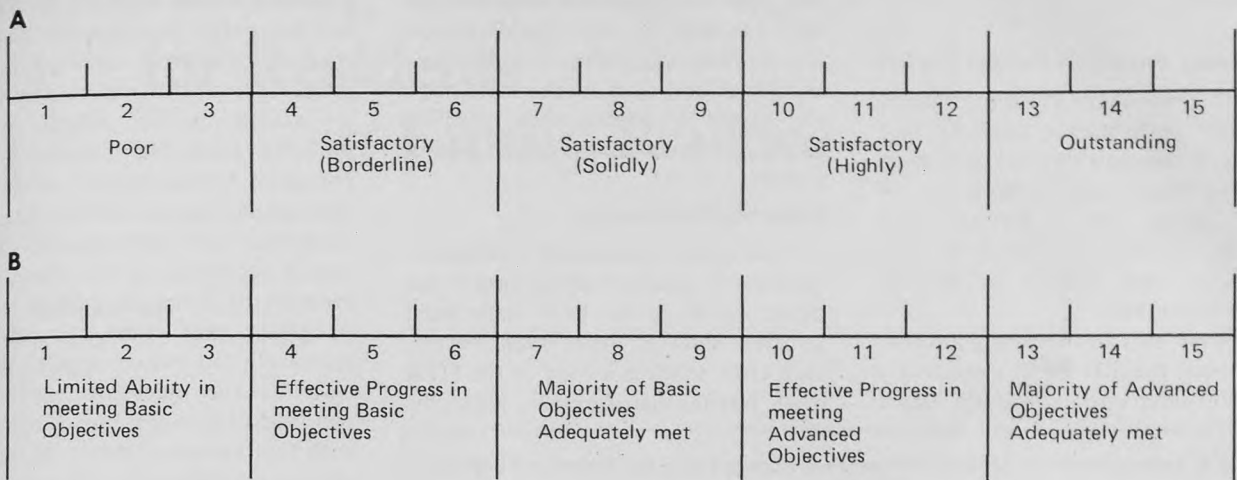 A
1 2 3 4 5 6 7 8 9 10 11 12 13 14 15
Poor Satisfactory Satisfactory Satisfactory Outstanding
(Borderline) (Solidly) (Highly)
B
1 2 3 4 5 6 7 8 9 10 11 12 13 14 15
Limited Ability in
meeting Basic
Objectives
Effective Progress in
meeting Basic
Objectives
Majority of Basic
Objectives
Adequately met
Effective Progress in
meeting
Advanced
Objectives
Majority of Advanced
Objectives
Adequately met